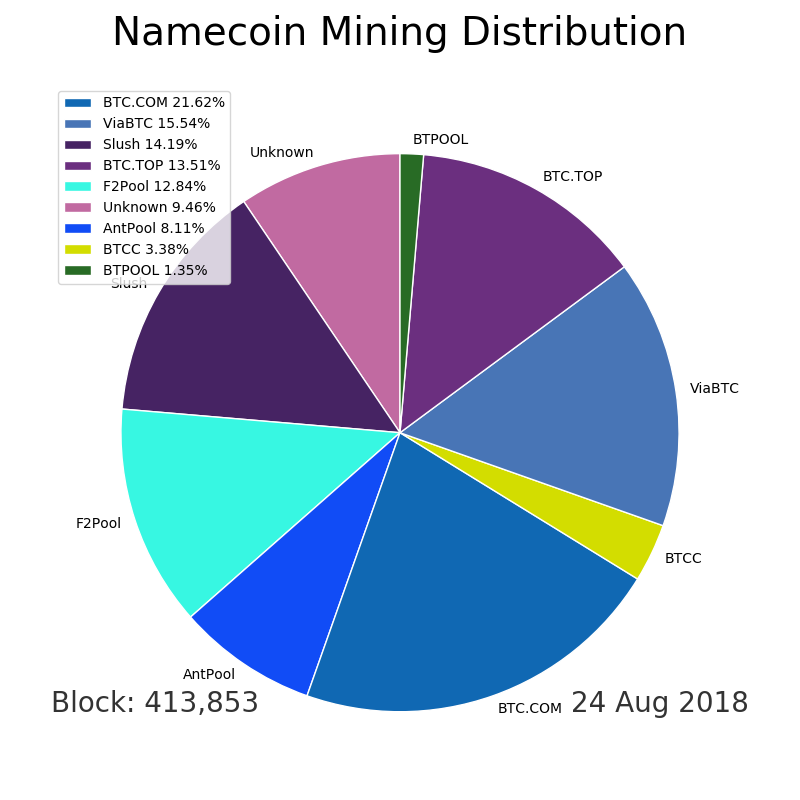 Namecoin Mining Distribution
BTC.COM 21.62%
ViaBTC 15.54%
Slush 14.19%
BTC.TOP 13.51%
F2Pool 12.84%
Unknown 9.46%
AntPool 8.11%
BTCC 3.38%
BTPOOL 1.35%
BTPOOL
Unknown
BTC.TOP
Slush
ViaBTC
F2Pool
BTCC
AntPool
BTC.COM
Block: 413,853
24 Aug 2018